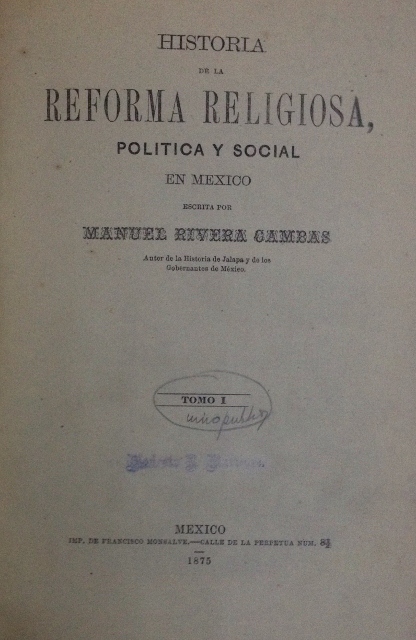 HISTORIA
DE LA
REFORMA RELIGIOSA,
POLITICA Y SOCIAL
EN MEXICO
ESCRITA POR
MANUEL RIVERA CAMBAS
Autor de la Historia de Jalapa y de los
Gobernantes de México.
TOMO I
MEXICO
IMP. DE FRANCISCO MONSALVE.—CALLE DE LA PERPETUA NUM.
1875